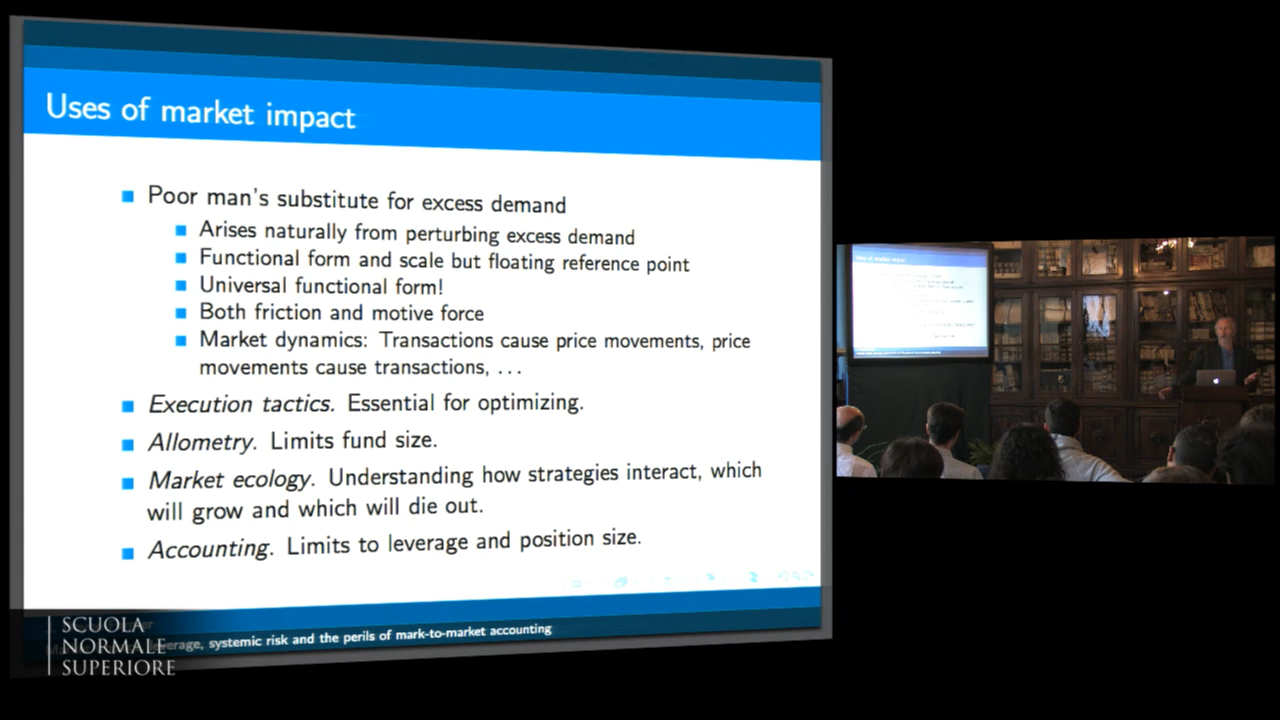 Uses of market impact
Poor man's substitute for excess demand
Arises naturally from perturbing excess demand
Functional form and scale but floating reference point
Universal functional form!
Both friction and motive force
Market dynamics: Transactions cause price movements, price
movements cause transactions, ...
Execution tactics. Essential for optimizing.
Allometry. Limits fund size.
Market ecology. Understanding how strategies interact, which
will grow and which will die out.
Accounting. Limits to leverage and position size.
systemic risk and the perils of mark-to-market accounting
SCUOLA
NORMALE
SUPERIORE
Uses of market impact